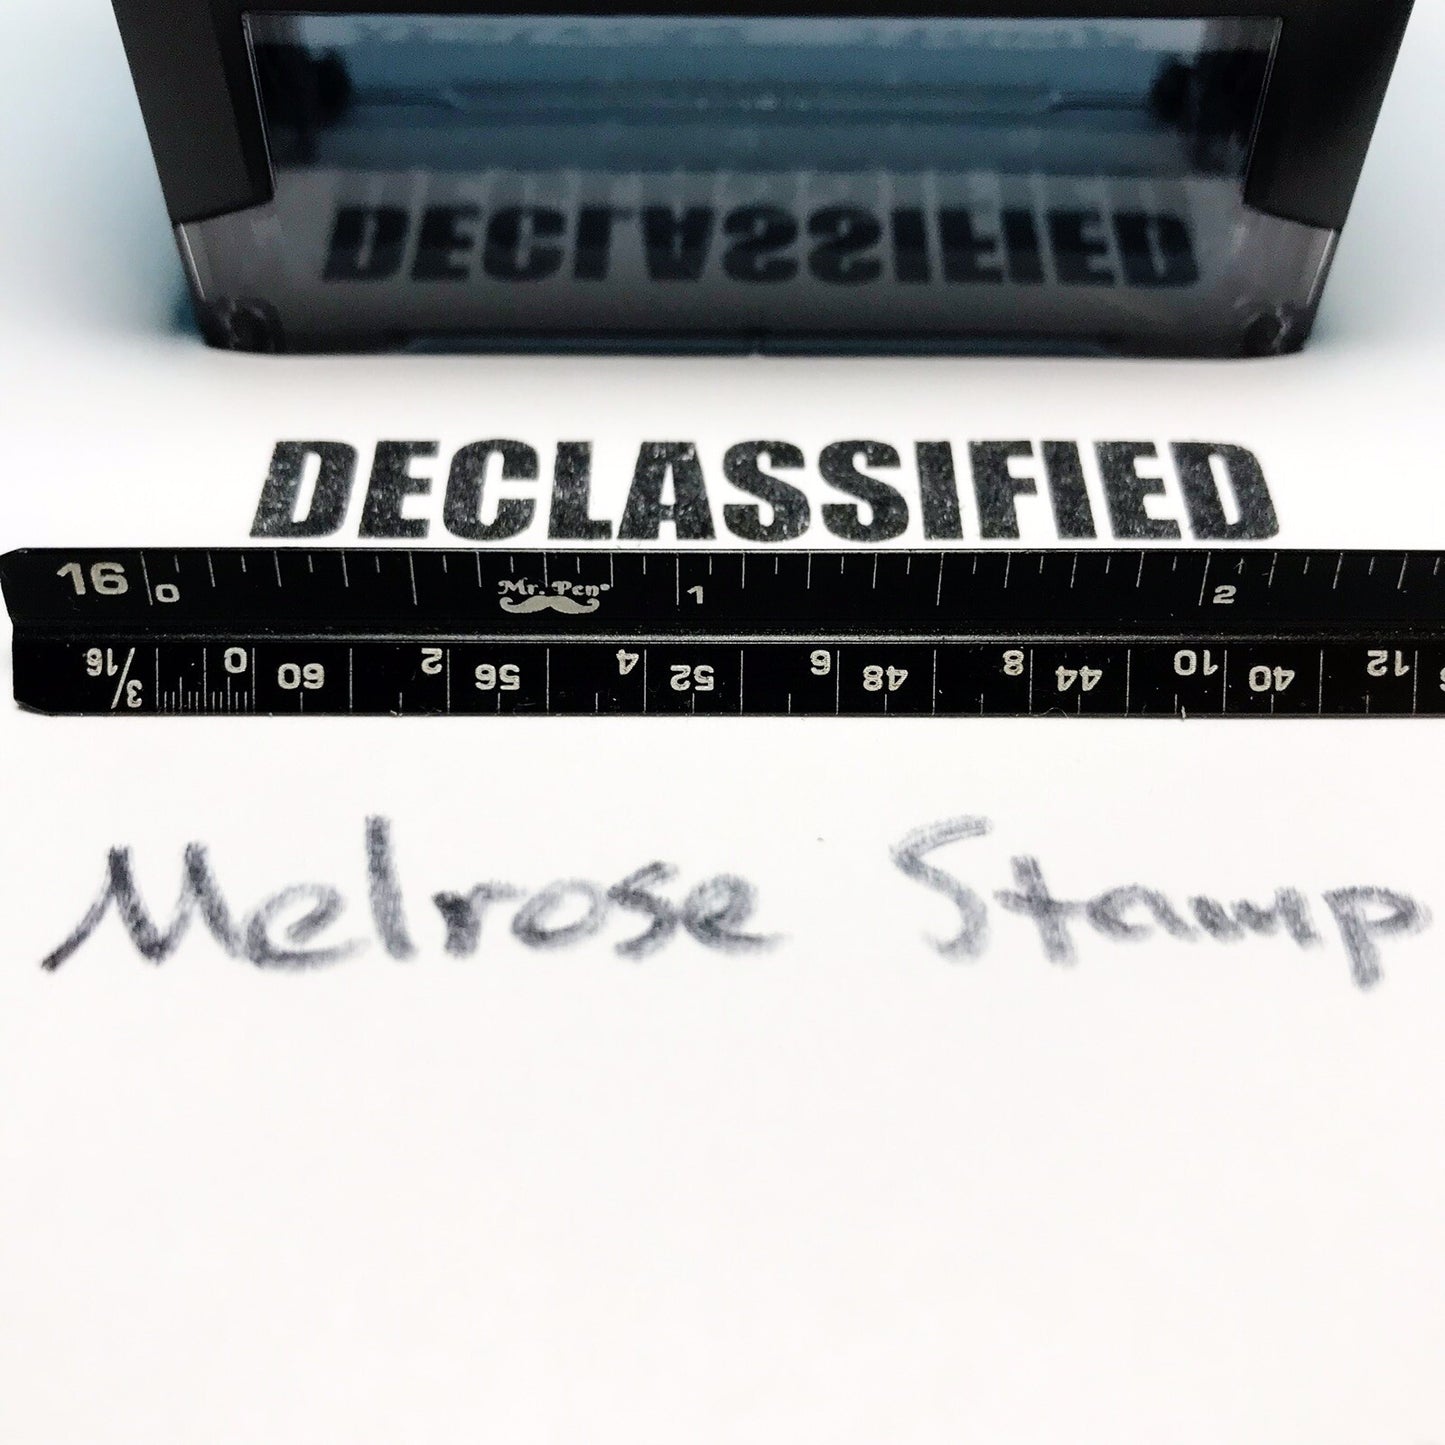 DECLASSIFIED
DECLASSIFIED
16 0 Mr. Pen® 1 2
3/16 0 60 2 56 4 52 6 48 8 44 10 40 12
Melrose Stamp